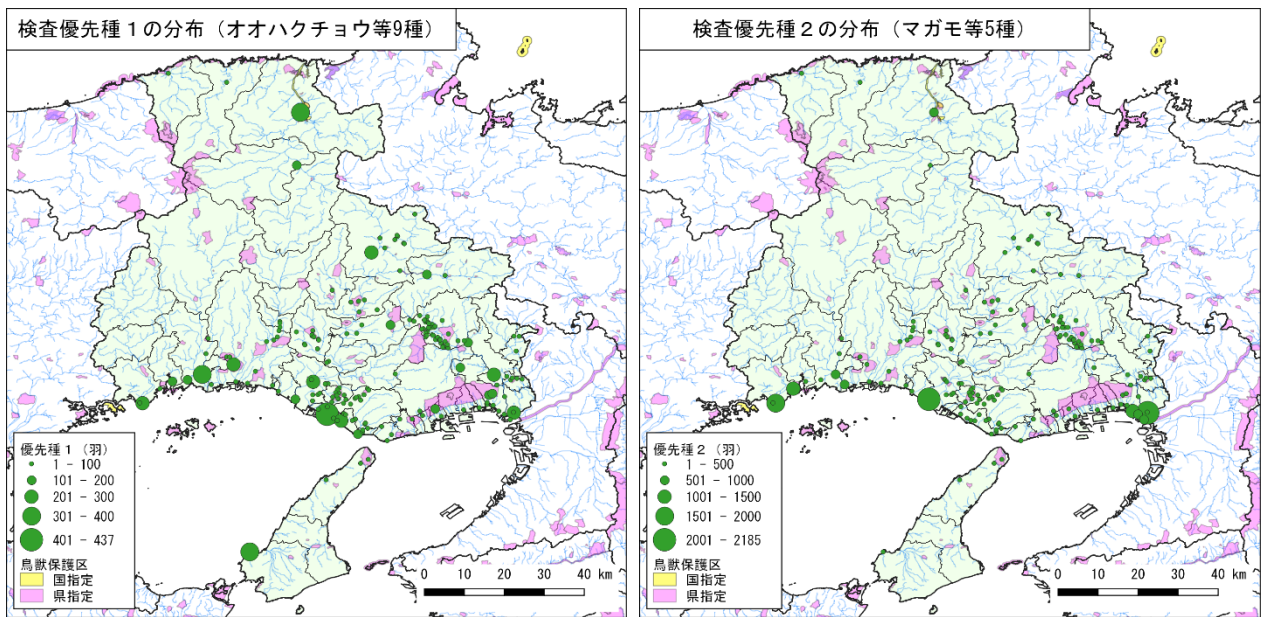 検査優先種１の分布（オオハクチョウ等9種）
優先種１（羽）
1 - 100
101 - 200
201 - 300
301 - 400
401 - 437
鳥獣保護区
国指定
県指定
0 10 20 30 40 km
検査優先種２の分布（マガモ等5種）
優先種２（羽）
1 - 500
501 - 1000
1001 - 1500
1501 - 2000
2001 - 2185
鳥獣保護区
国指定
県指定
0 10 20 30 40 km